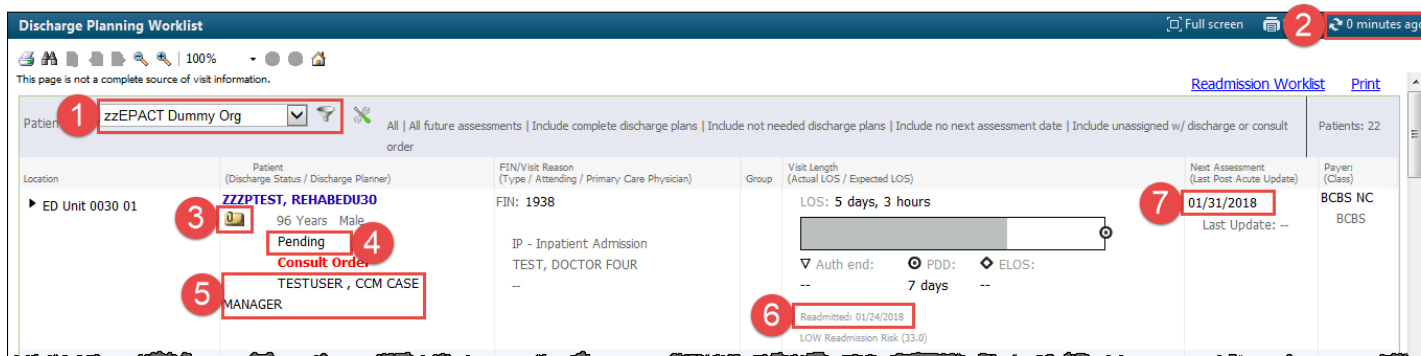 Discharge Planning Worklist
Full screen
2
0 minutes ago
100%
This page is not a complete source of visit information.
Readmission Worklist Print
1
Patien
zzEPACT Dummy Org
All | All future assessments | Include complete discharge plans | Include not needed discharge plans | Include no next assessment date | Include unassigned w/ discharge or consult
order
Patients: 22
Location
Patient
(Discharge Status / Discharge Planner)
FIN/Visit Reason
(Type / Attending / Primary Care Physician)
Group
Visit Length
(Actual LOS / Expected LOS)
Next Assessment
(Last Post Acute Update)
Payer:
(Class)
ED Unit 0030 01
ZZZPTEST, REHABEDU30
3
96 Years Male
Pending
4
Consult Order
5
TESTUSER , CCM CASE
MANAGER
FIN: 1938
IP - Inpatient Admission
TEST, DOCTOR FOUR
--
LOS: 5 days, 3 hours
Auth end: PDD: ELOS:
-- 7 days --
6
Readmitted: 01/24/2018
LOW Readmission Risk (33.0)
7
01/31/2018
Last Update: --
BCBS NC
BCBS